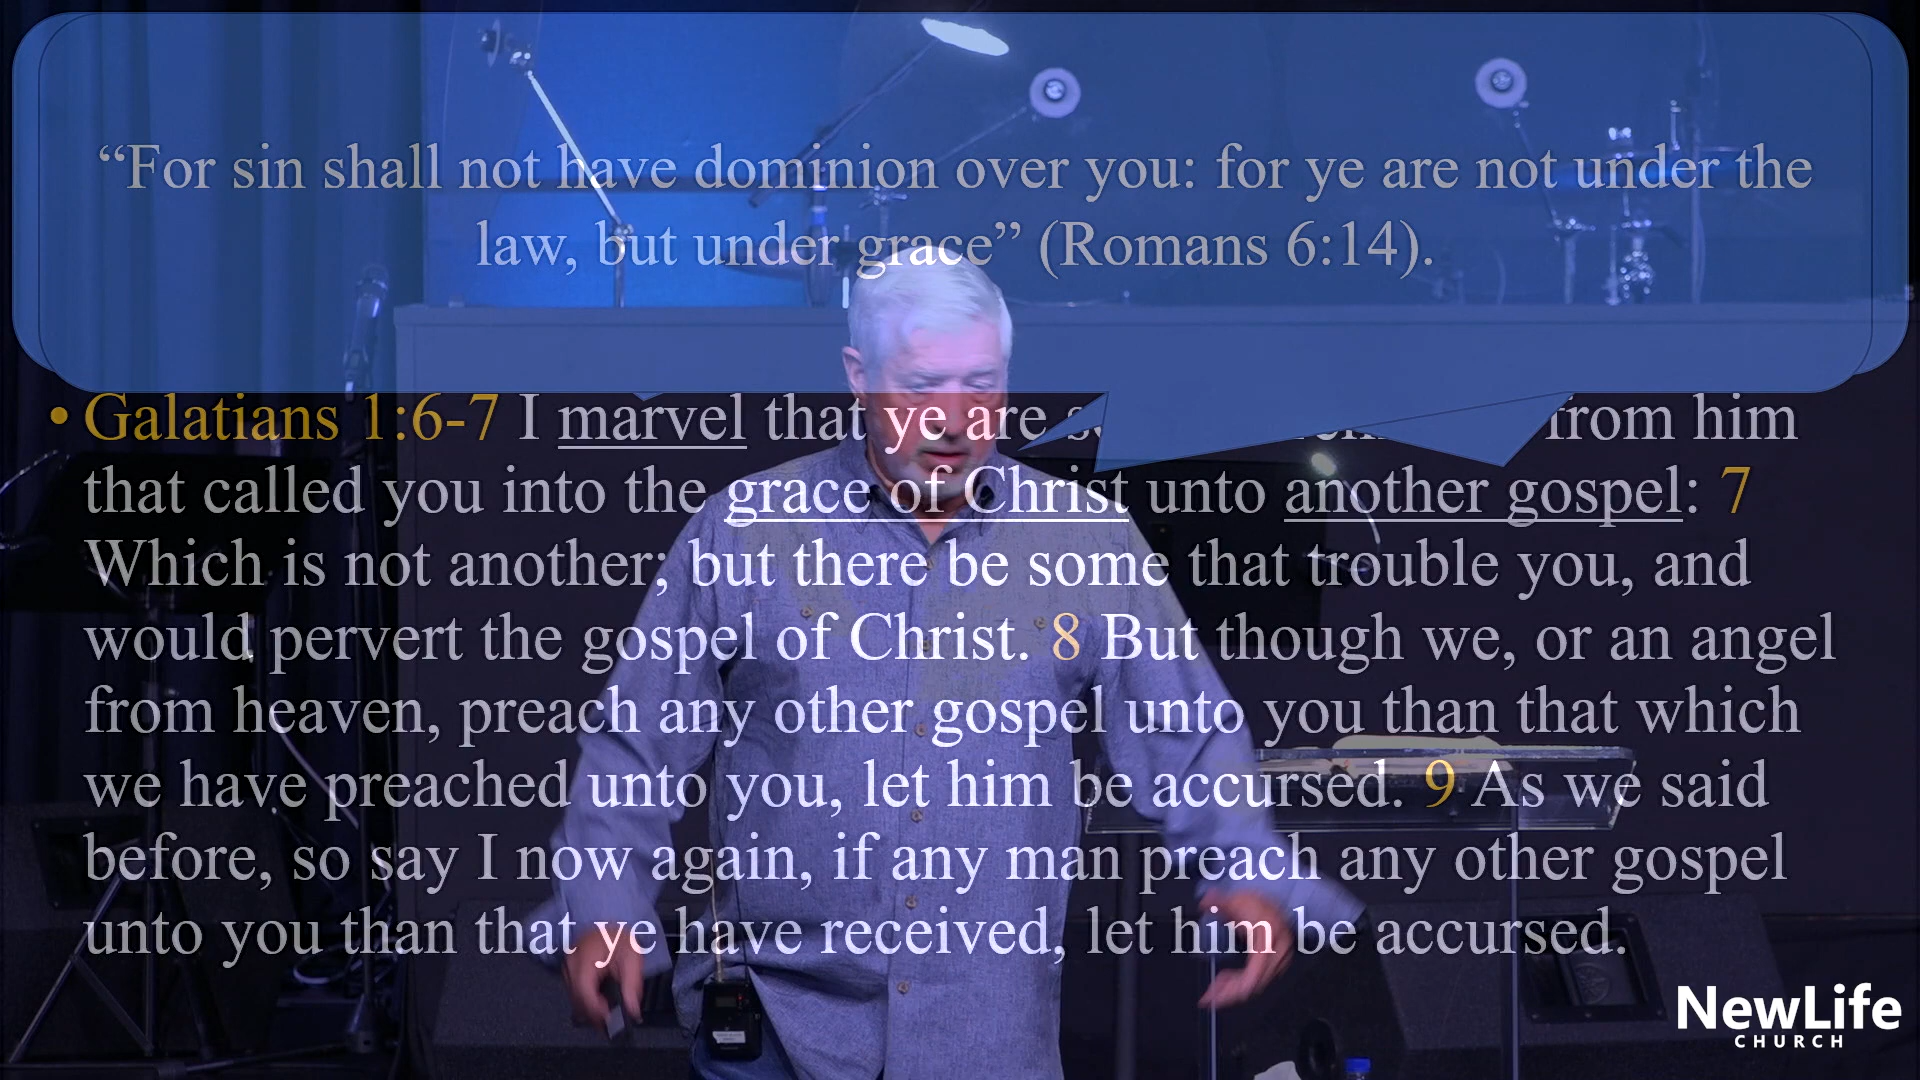 “For sin shall not have dominion over you: for ye are not under the
law, but under grace” (Romans 6:14).
• Galatians 1:6-7 I marvel that ye are from him
that called you into the grace of Christ unto another gospel: 7
Which is not another; but there be some that trouble you, and
would pervert the gospel of Christ. 8 But though we, or an angel
from heaven, preach any other gospel unto you than that which
we have preached unto you, let him be accursed. 9 As we said
before, so say I now again, if any man preach any other gospel
unto you than that ye have received, let him be accursed.
NewLife
CHURCH